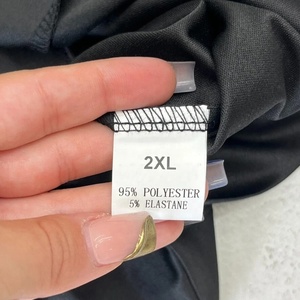 2XL
95% POLYESTER
5% ELASTANE